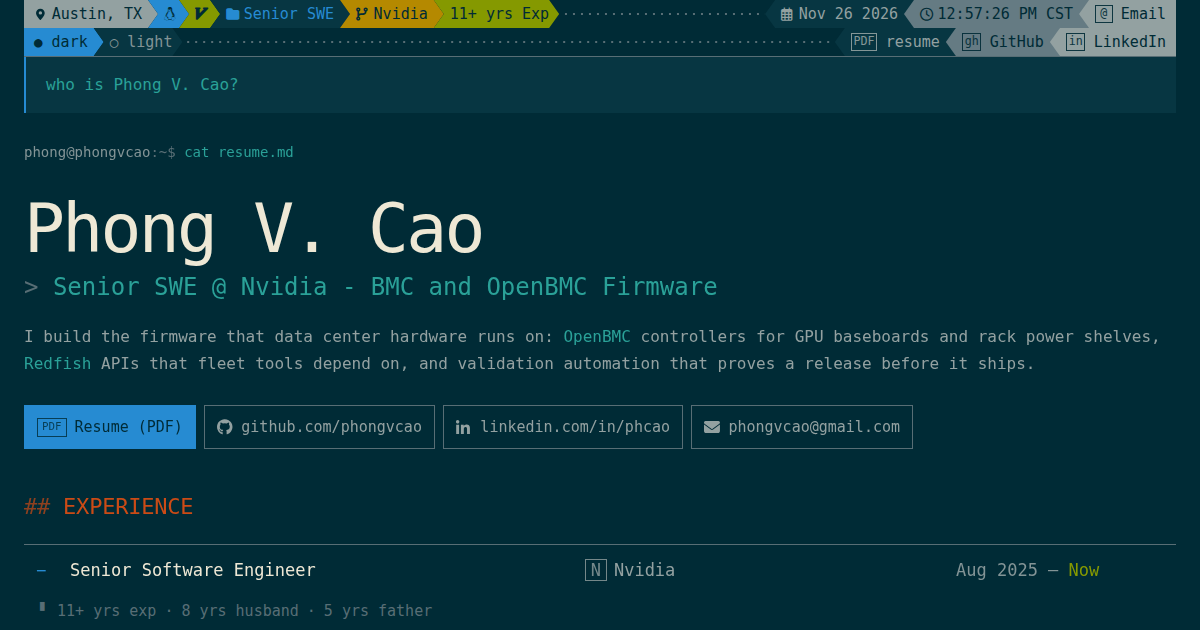 Austin, TX Senior SWE Nvidia 11+ yrs Exp Nov 26 2026 12:57:26 PM CST @ Email
● dark ○ light PDF resume gh GitHub in LinkedIn
who is Phong V. Cao?
phong@phongvcao:~$ cat resume.md
Phong V. Cao
> Senior SWE @ Nvidia - BMC and OpenBMC Firmware
I build the firmware that data center hardware runs on: OpenBMC controllers for GPU baseboards and rack power shelves,
Redfish APIs that fleet tools depend on, and validation automation that proves a release before it ships.
PDF Resume (PDF) github.com/phongvcao linkedin.com/in/phcao phongvcao@gmail.com
## EXPERIENCE
— Senior Software Engineer N Nvidia Aug 2025 — Now
11+ yrs exp · 8 yrs husband · 5 yrs father